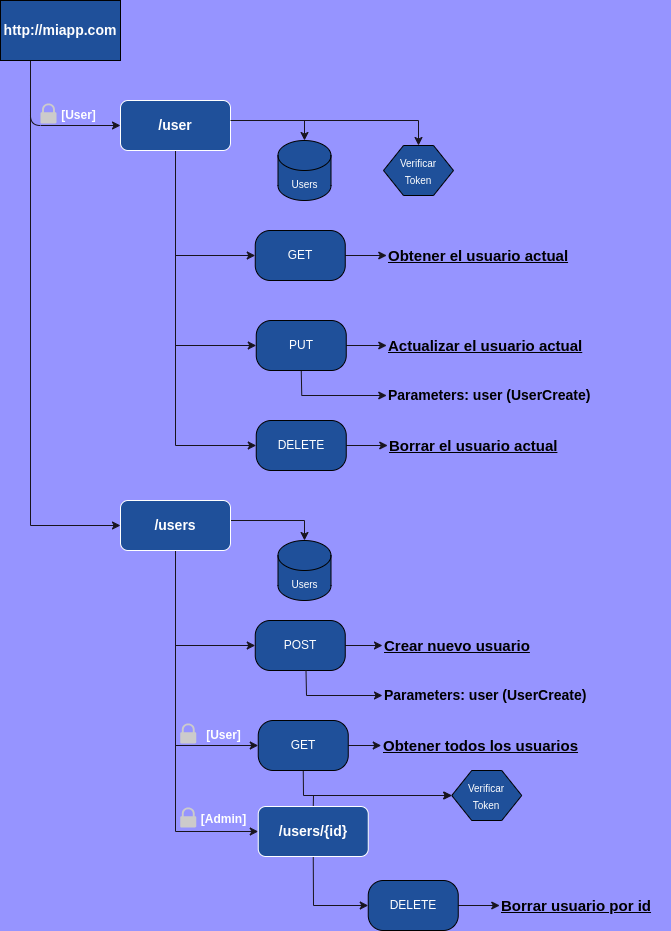 http://miapp.com
[User]
/user
Users
Verificar
Token
GET
Obtener el usuario actual
PUT
Actualizar el usuario actual
Parameters: user (UserCreate)
DELETE
Borrar el usuario actual
/users
Users
POST
Crear nuevo usuario
Parameters: user (UserCreate)
[User]
GET
Obtener todos los usuarios
Verificar
Token
[Admin]
/users/{id}
DELETE
Borrar usuario por id